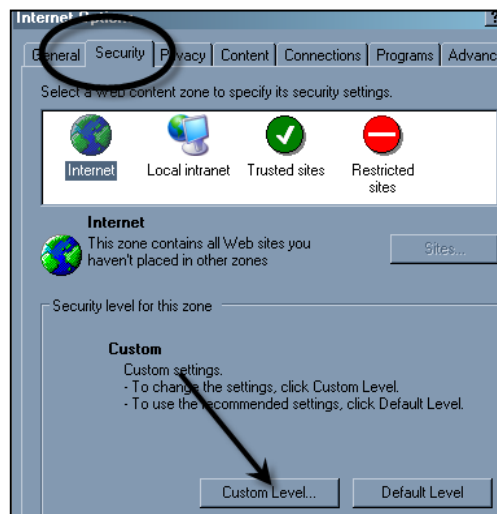 Internet Options ?
General Security Privacy Content Connections Programs Advanc
Select a Web content zone to specify its security settings.
Internet Local intranet Trusted sites Restricted
sites
Internet
This zone contains all Web sites you
haven't placed in other zones
Sites...
Security level for this zone
Custom
Custom settings.
- To change the settings, click Custom Level.
- To use the recommended settings, click Default Level.
Custom Level... Default Level